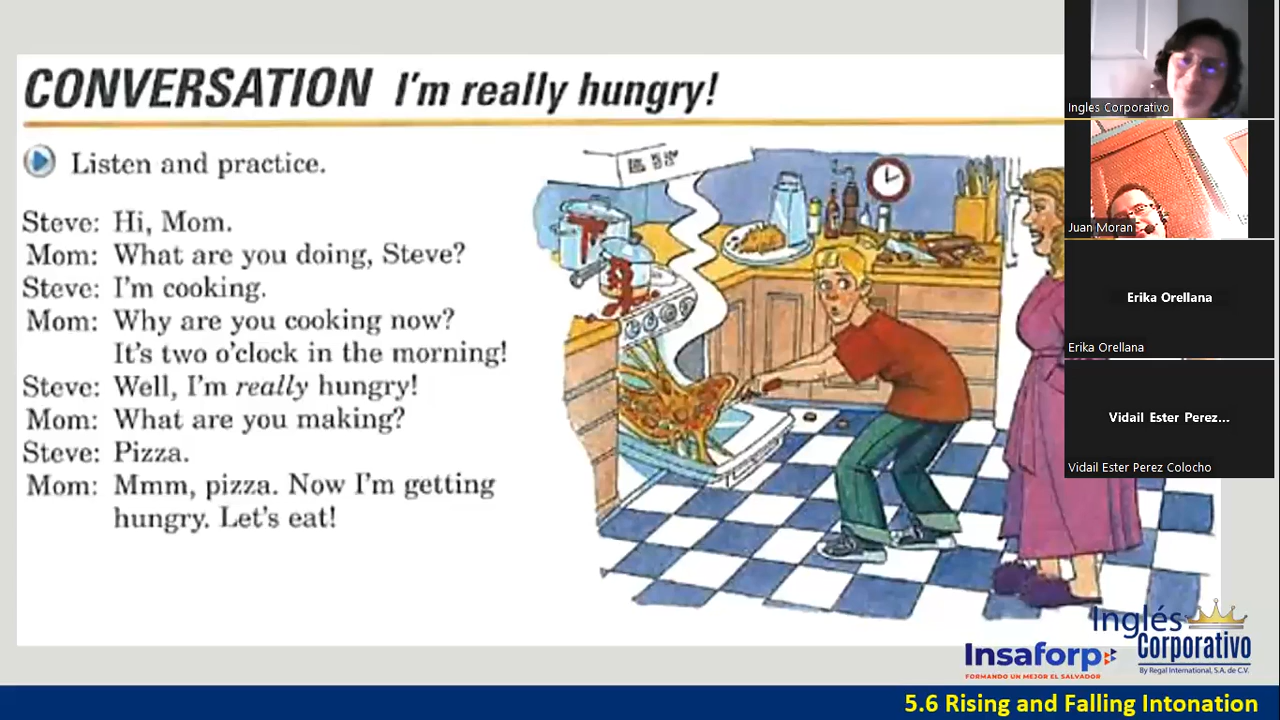 CONVERSATION I'm really hungry!
Listen and practice.
Steve: Hi, Mom.
Mom: What are you doing, Steve?
Steve: I'm cooking.
Mom: Why are you cooking now?
It's two o'clock in the morning!
Steve: Well, I'm really hungry!
Mom: What are you making?
Steve: Pizza.
Mom: Mmm, pizza. Now I'm getting
hungry. Let's eat!
Ingles Corporativo
Juan Moran
Erika Orellana
Erika Orellana
Vidail Ester Perez...
Vidail Ester Perez Colocho
Inglés
Corporativo
By Regal International, S.A. de C.V.
Insaforp
FORMANDO UN MEJOR EL SALVADOR
5.6 Rising and Falling Intonation